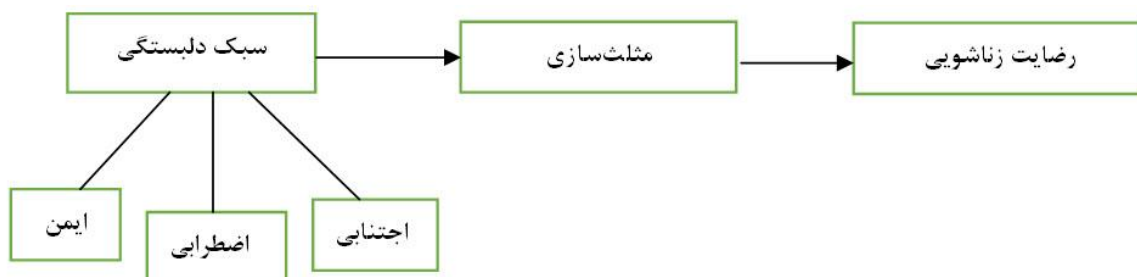 سبک دلبستگی
مثلث‌سازی
رضایت زناشویی
ایمن
اضطرابی
اجتنابی